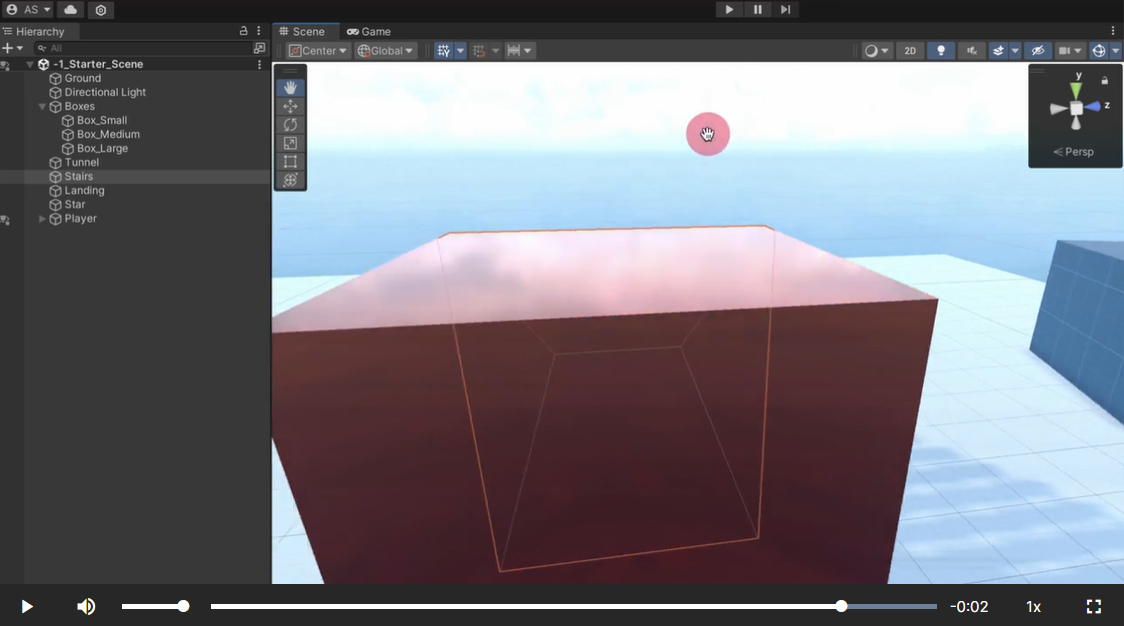 AS
Hierarchy
Scene
Game
All
Center
Global
2D
-1_Starter_Scene
Ground
Directional Light
Boxes
Box_Small
Box_Medium
Box_Large
Tunnel
Stairs
Landing
Star
Player
y
z
Persp
-0:02
1x